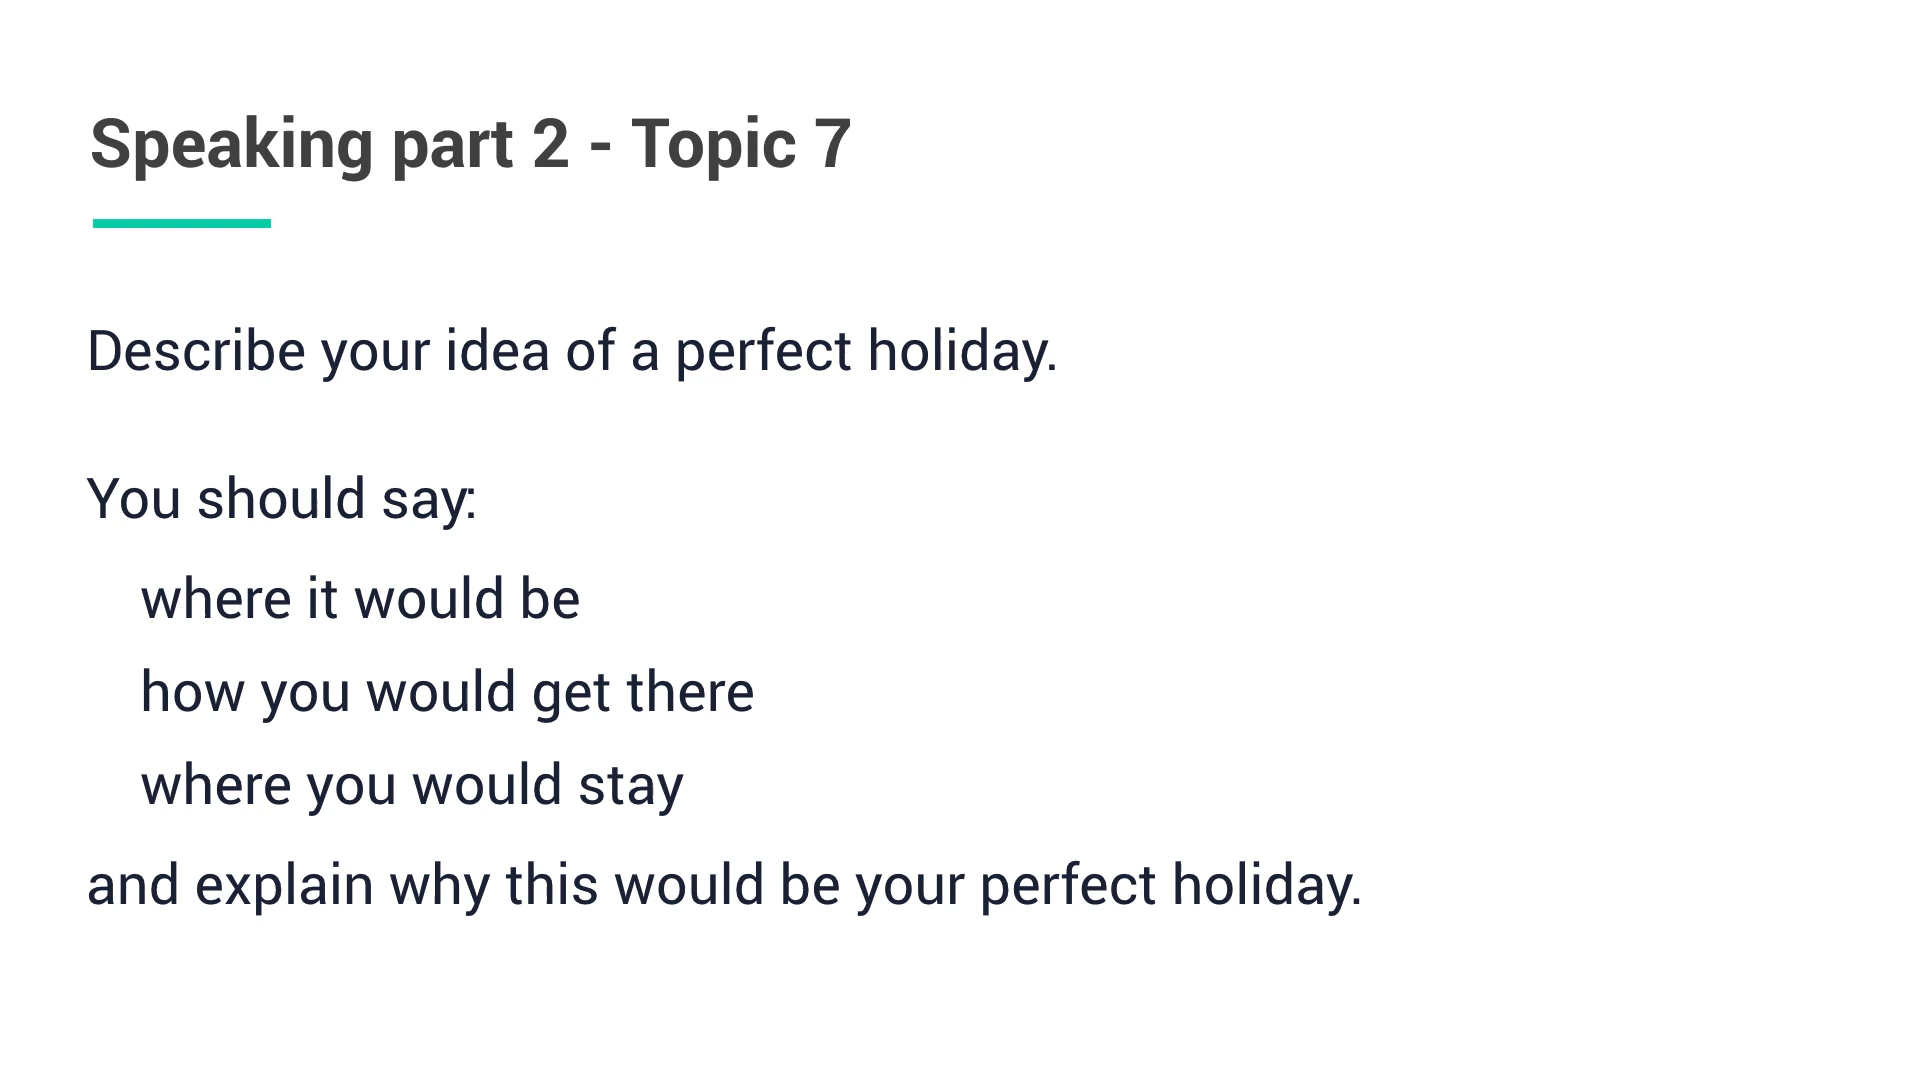 Speaking part 2 - Topic 7
Describe your idea of a perfect holiday.
You should say:
where it would be
how you would get there
where you would stay
and explain why this would be your perfect holiday.